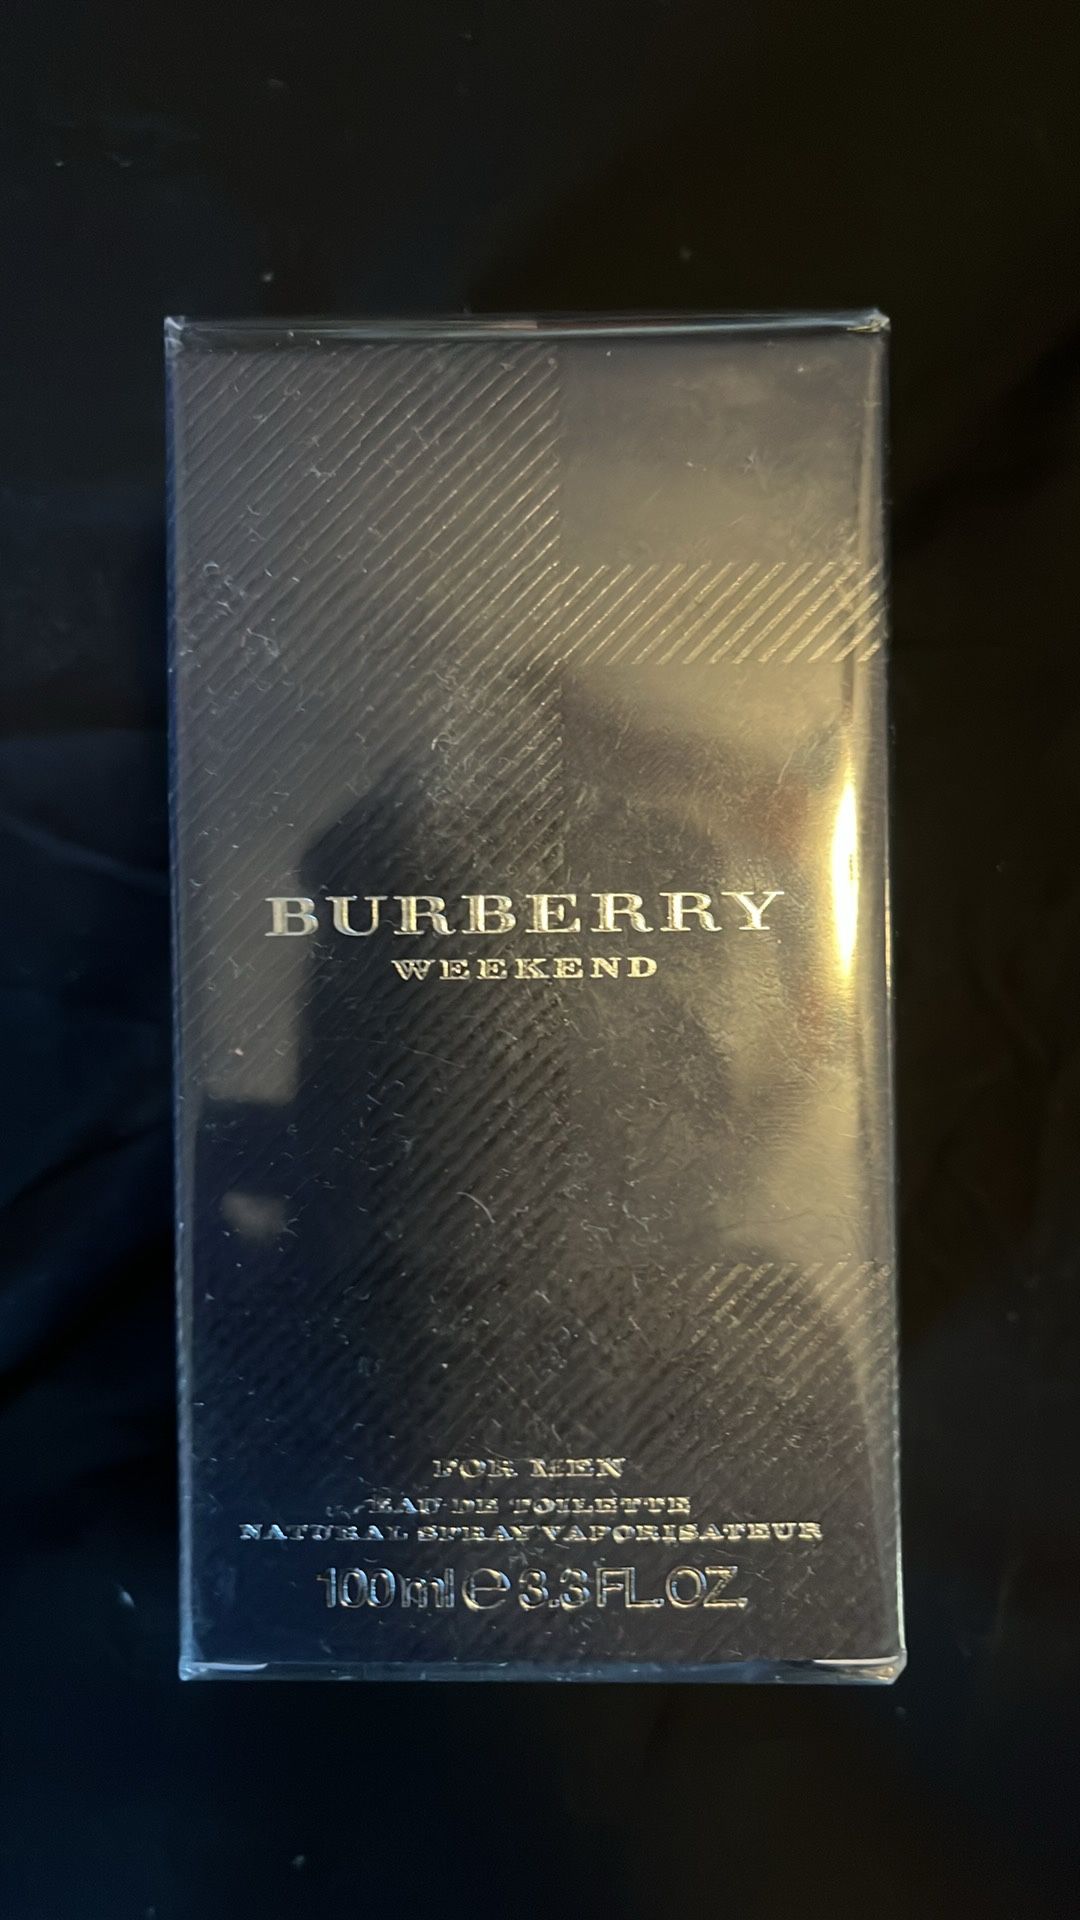 BURBERRY
WEEKEND
FOR MEN
EAU DE TOILETTE
NATURAL SPRAY VAPORISATEUR
100ml e 3.3 FL.OZ.